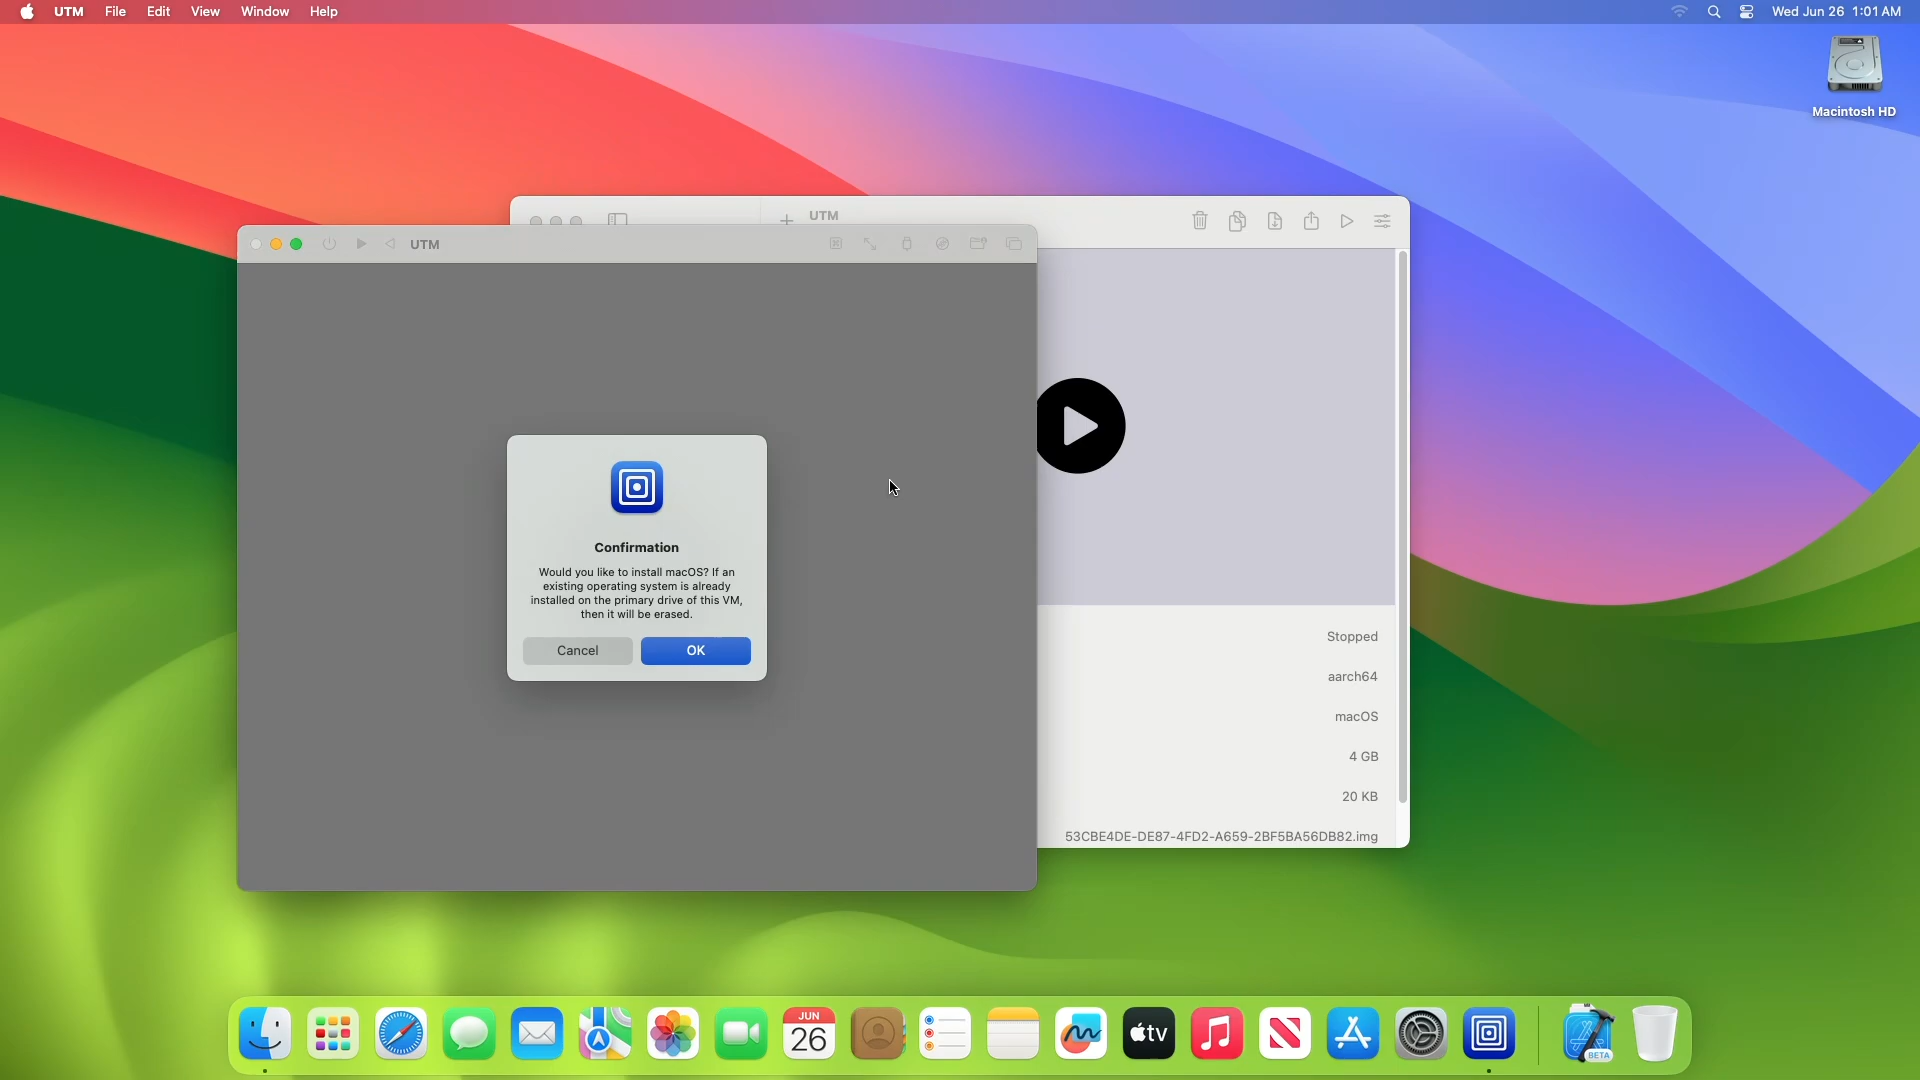 UTM File Edit View Window Help
Wed Jun 26 1:01 AM
Macintosh HD
UTM
UTM
Confirmation
Would you like to install macOS? If an
existing operating system is already
installed on the primary drive of this VM,
then it will be erased.
Cancel
OK
Stopped
aarch64
macOS
4 GB
20 KB
53CBE4DE-DE87-4FD2-A659-2BF5BA56DB82.img
JUN
26
tv
BETA